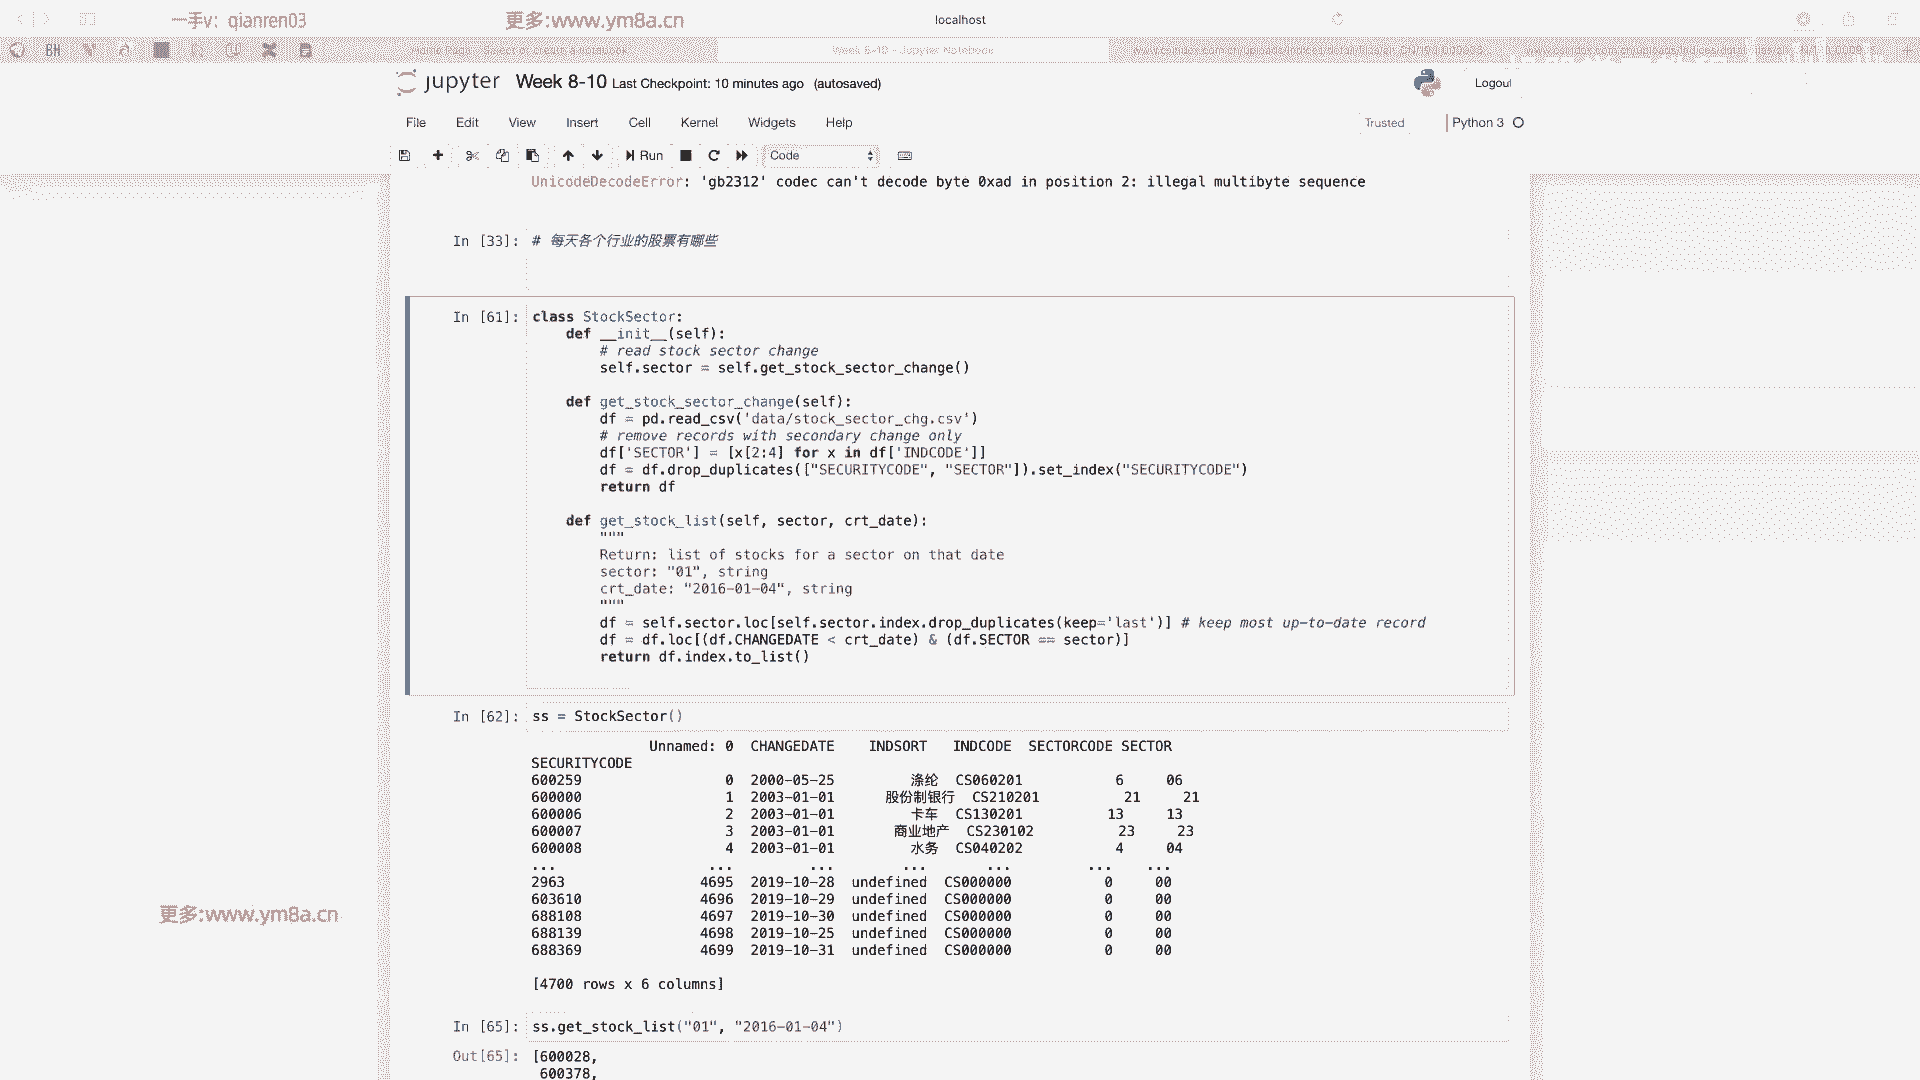 一手v: qianren03
更多:www.ym8a.cn
localhost
BH
Home Page - Select or create a notebook
Week 8-10 - Jupyter Notebook
jupyter Week 8-10 Last Checkpoint: 10 minutes ago (autosaved)
Logout
File Edit View Insert Cell Kernel Widgets Help
Trusted
Python 3
Run
Code
UnicodeDecodeError: 'gb2312' codec can't decode byte 0xad in position 2: illegal multibyte sequence
In [33]: # 每天各个行业的股票有哪些
In [61]: class StockSector:
def __init__(self):
# read stock sector change
self.sector = self.get_stock_sector_change()
def get_stock_sector_change(self):
df = pd.read_csv('data/stock_sector_chg.csv')
# remove records with secondary change only
df['SECTOR'] = [x[2:4] for x in df['INDCODE']]
df = df.drop_duplicates(["SECURITYCODE", "SECTOR"]).set_index("SECURITYCODE")
return df
def get_stock_list(self, sector, crt_date):
"""
Return: list of stocks for a sector on that date
sector: "01", string
crt_date: "2016-01-04", string
"""
df = self.sector.loc[self.sector.index.drop_duplicates(keep='last')] # keep most up-to-date record
df = df.loc[(df.CHANGEDATE < crt_date) & (df.SECTOR == sector)]
return df.index.to_list()
In [62]: ss = StockSector()
Unnamed: 0 CHANGEDATE INDSORT INDCODE SECTORCODE SECTOR
SECURITYCODE
600259 0 2000-05-25 涤纶 CS060201 6 06
600000 1 2003-01-01 股份制银行 CS210201 21 21
600006 2 2003-01-01 卡车 CS130201 13 13
600007 3 2003-01-01 商业地产 CS230102 23 23
600008 4 2003-01-01 水务 CS040202 4 04
... ... ... ... ... ... ...
2963 4695 2019-10-28 undefined CS000000 0 00
603610 4696 2019-10-29 undefined CS000000 0 00
688108 4697 2019-10-30 undefined CS000000 0 00
688139 4698 2019-10-25 undefined CS000000 0 00
688369 4699 2019-10-31 undefined CS000000 0 00
更多:www.ym8a.cn
[4700 rows x 6 columns]
In [65]: ss.get_stock_list("01", "2016-01-04")
Out[65]: [600028,
600378,